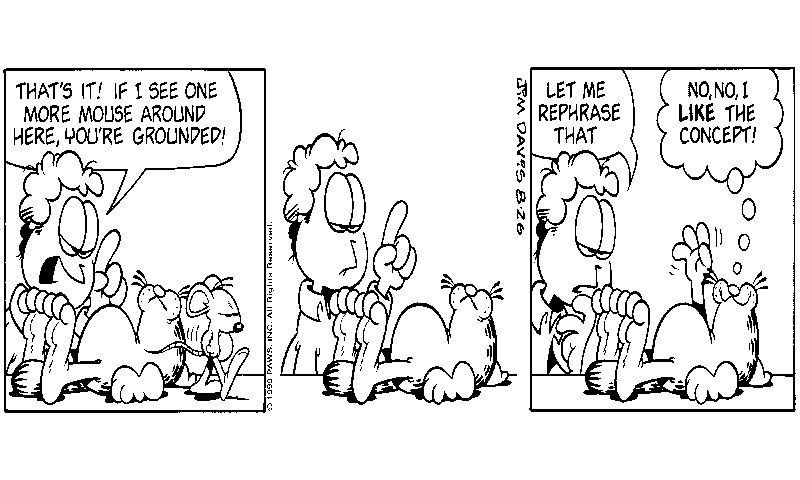 THAT'S IT! IF I SEE ONE
MORE MOUSE AROUND
HERE, YOU'RE GROUNDED!
© 1999 PAWS, INC. All Rights Reserved.
JIM DAVIS 8-26
LET ME
REPHRASE
THAT
NO, NO, I
LIKE THE
CONCEPT!